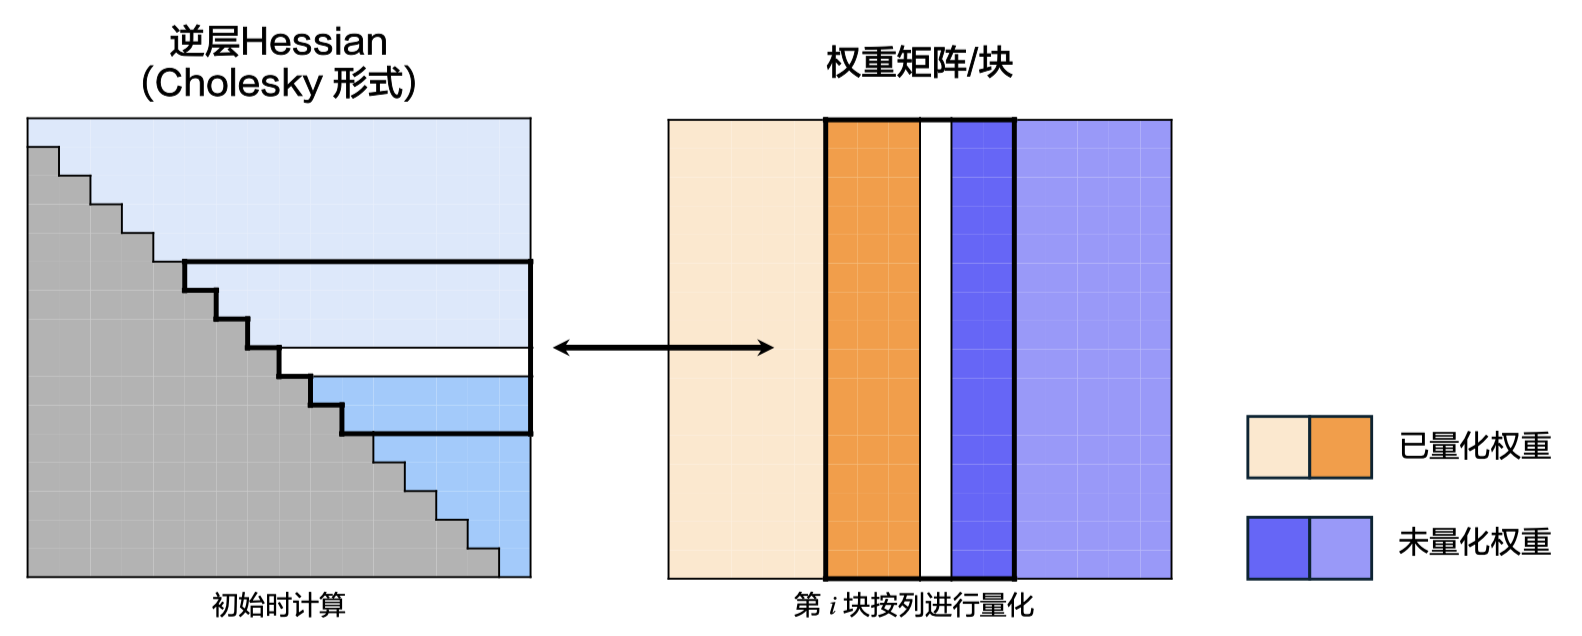 逆层Hessian
(Cholesky 形式)
权重矩阵/块
已量化权重
未量化权重
初始时计算
第 i 块按列进行量化